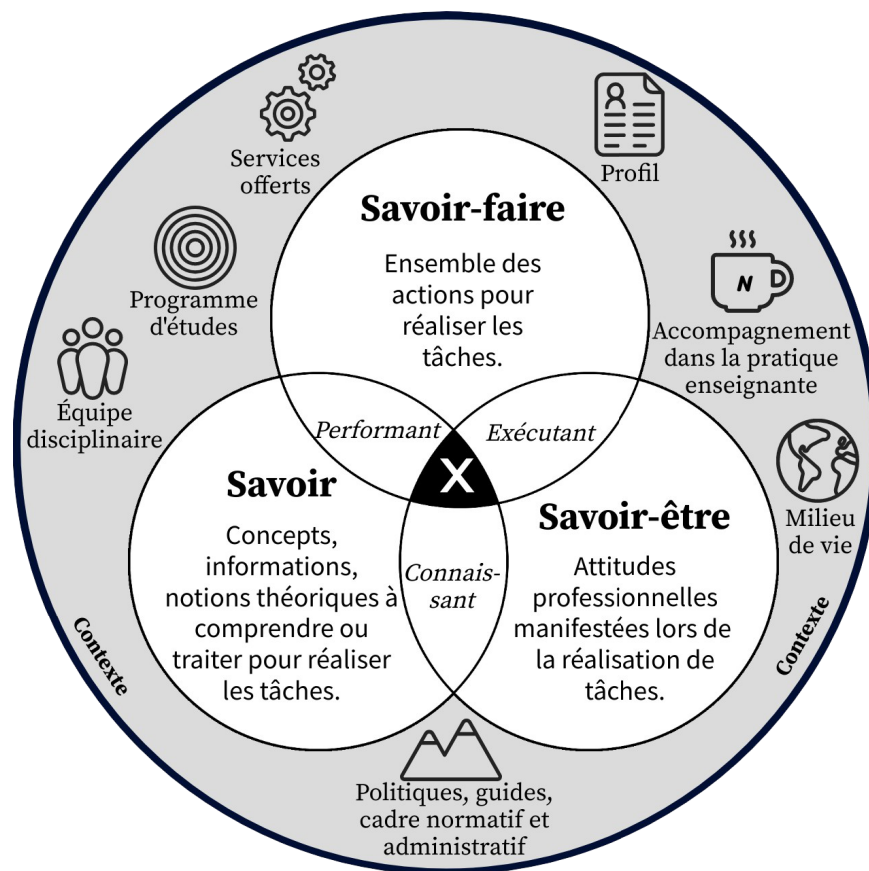 Services
offerts
Profil
Savoir-faire
Ensemble des
actions pour
réaliser les
tâches.
Programme
d'études
N
Accompagnement
dans la pratique
enseignante
Équipe
disciplinaire
Performant
Exécutant
X
Savoir
Concepts,
informations,
notions théoriques à
comprendre ou
traiter pour réaliser
les tâches.
Connais-
sant
Savoir-être
Attitudes
professionnelles
manifestées lors de
la réalisation de
tâches.
Milieu
de vie
Contexte
Contexte
Politiques, guides,
cadre normatif et
administratif